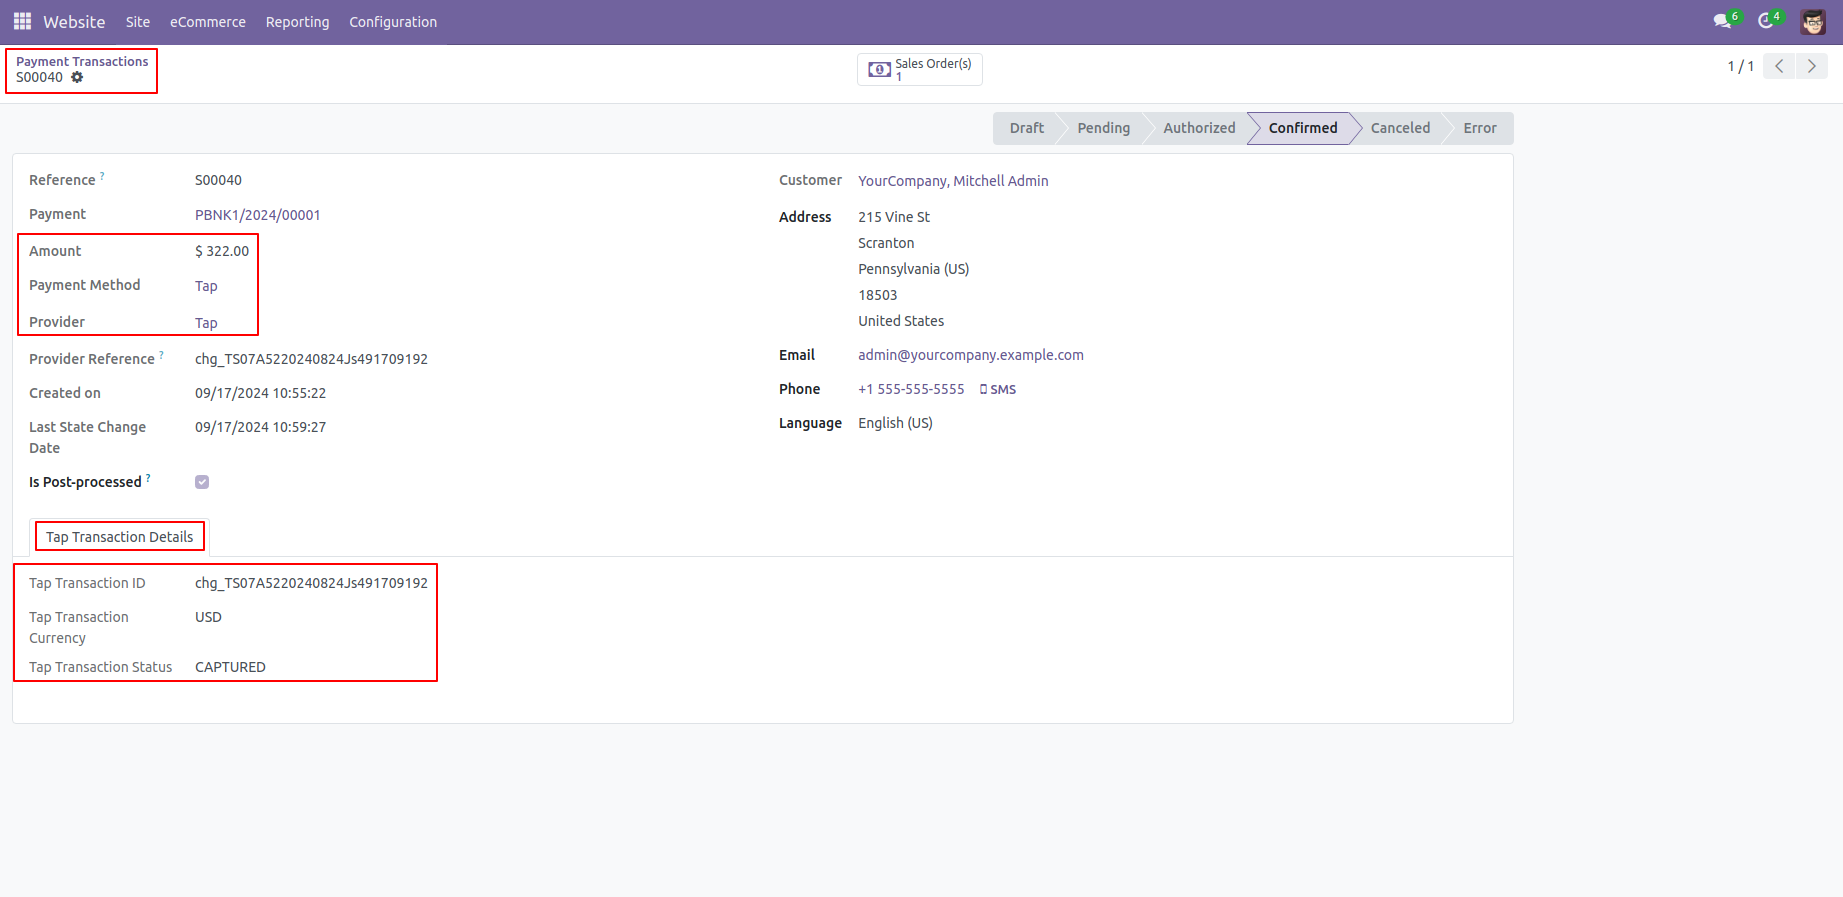 Website Site eCommerce Reporting Configuration 6 4
Payment Transactions
S00040
Sales Order(s)
1
1 / 1
Draft Pending Authorized Confirmed Canceled Error
Reference ? S00040
Payment PBNK1/2024/00001
Amount $ 322.00
Payment Method Tap
Provider Tap
Provider Reference ? chg_TS07A5220240824Js491709192
Created on 09/17/2024 10:55:22
Last State Change
Date
09/17/2024 10:59:27
Is Post-processed ?
Customer YourCompany, Mitchell Admin
Address 215 Vine St
Scranton
Pennsylvania (US)
18503
United States
Email admin@yourcompany.example.com
Phone +1 555-555-5555 SMS
Language English (US)
Tap Transaction Details
Tap Transaction ID chg_TS07A5220240824Js491709192
Tap Transaction
Currency
USD
Tap Transaction Status CAPTURED